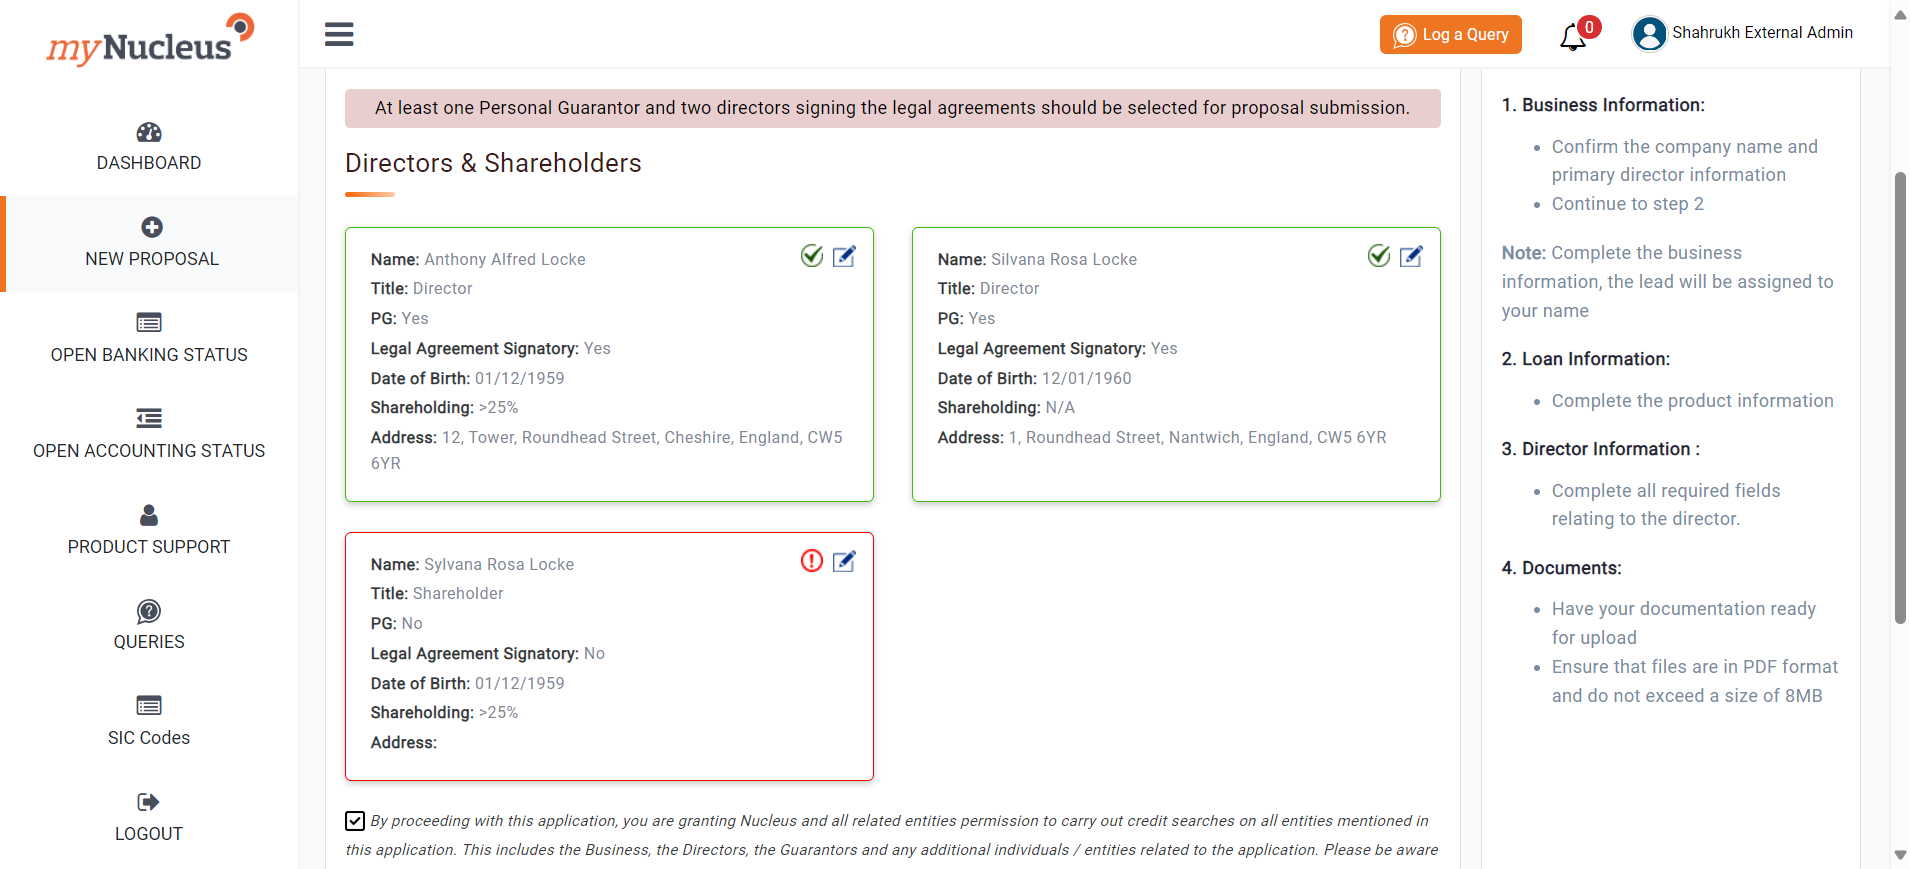 myNucleus
DASHBOARD
NEW PROPOSAL
OPEN BANKING STATUS
OPEN ACCOUNTING STATUS
PRODUCT SUPPORT
QUERIES
SIC Codes
LOGOUT
Log a Query
0
Shahrukh External Admin
At least one Personal Guarantor and two directors signing the legal agreements should be selected for proposal submission.
Directors & Shareholders
Name: Anthony Alfred Locke
Title: Director
PG: Yes
Legal Agreement Signatory: Yes
Date of Birth: 01/12/1959
Shareholding: >25%
Address: 12, Tower, Roundhead Street, Cheshire, England, CW5
6YR
Name: Silvana Rosa Locke
Title: Director
PG: Yes
Legal Agreement Signatory: Yes
Date of Birth: 12/01/1960
Shareholding: N/A
Address: 1, Roundhead Street, Nantwich, England, CW5 6YR
Name: Sylvana Rosa Locke
Title: Shareholder
PG: No
Legal Agreement Signatory: No
Date of Birth: 01/12/1959
Shareholding: >25%
Address:
By proceeding with this application, you are granting Nucleus and all related entities permission to carry out credit searches on all entities mentioned in
this application. This includes the Business, the Directors, the Guarantors and any additional individuals / entities related to the application. Please be aware
1. Business Information:
• Confirm the company name and
primary director information
• Continue to step 2
Note: Complete the business
information, the lead will be assigned to
your name
2. Loan Information:
• Complete the product information
3. Director Information :
• Complete all required fields
relating to the director.
4. Documents:
• Have your documentation ready
for upload
• Ensure that files are in PDF format
and do not exceed a size of 8MB